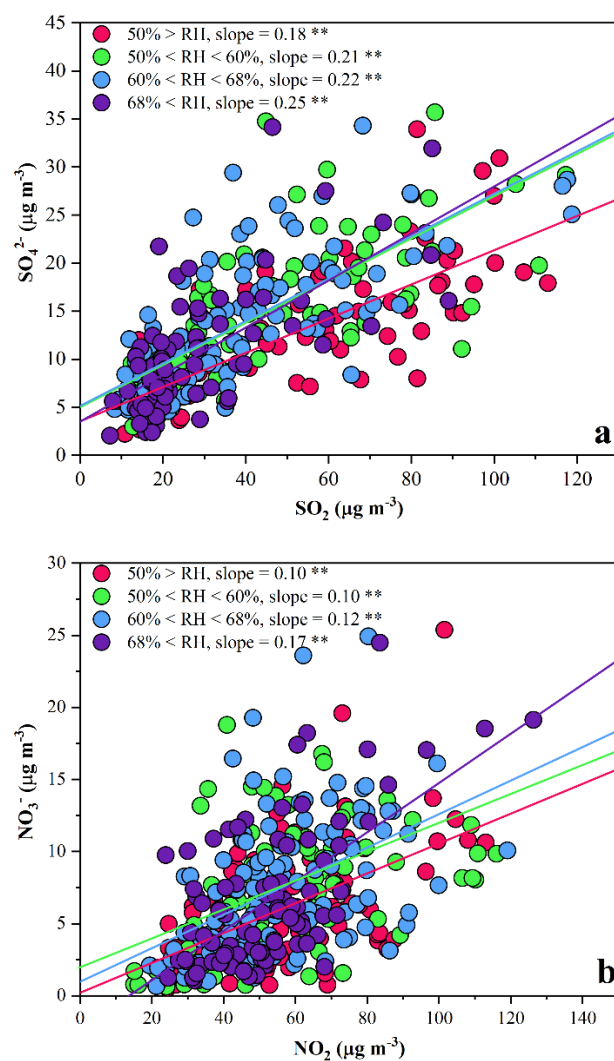 45
40
35
30
25
20
15
10
5
0
SO₄²⁻ (µg m⁻³)
50% > RH, slope = 0.18 **
50% < RH < 60%, slope = 0.21 **
60% < RH < 68%, slope = 0.22 **
68% < RH, slope = 0.25 **
a
0 20 40 60 80 100 120
SO₂ (µg m⁻³)
30
25
20
15
10
5
0
NO₃⁻ (µg m⁻³)
50% > RH, slope = 0.10 **
50% < RH < 60%, slope = 0.10 **
60% < RH < 68%, slope = 0.12 **
68% < RH, slope = 0.17 **
b
0 20 40 60 80 100 120 140
NO₂ (µg m⁻³)